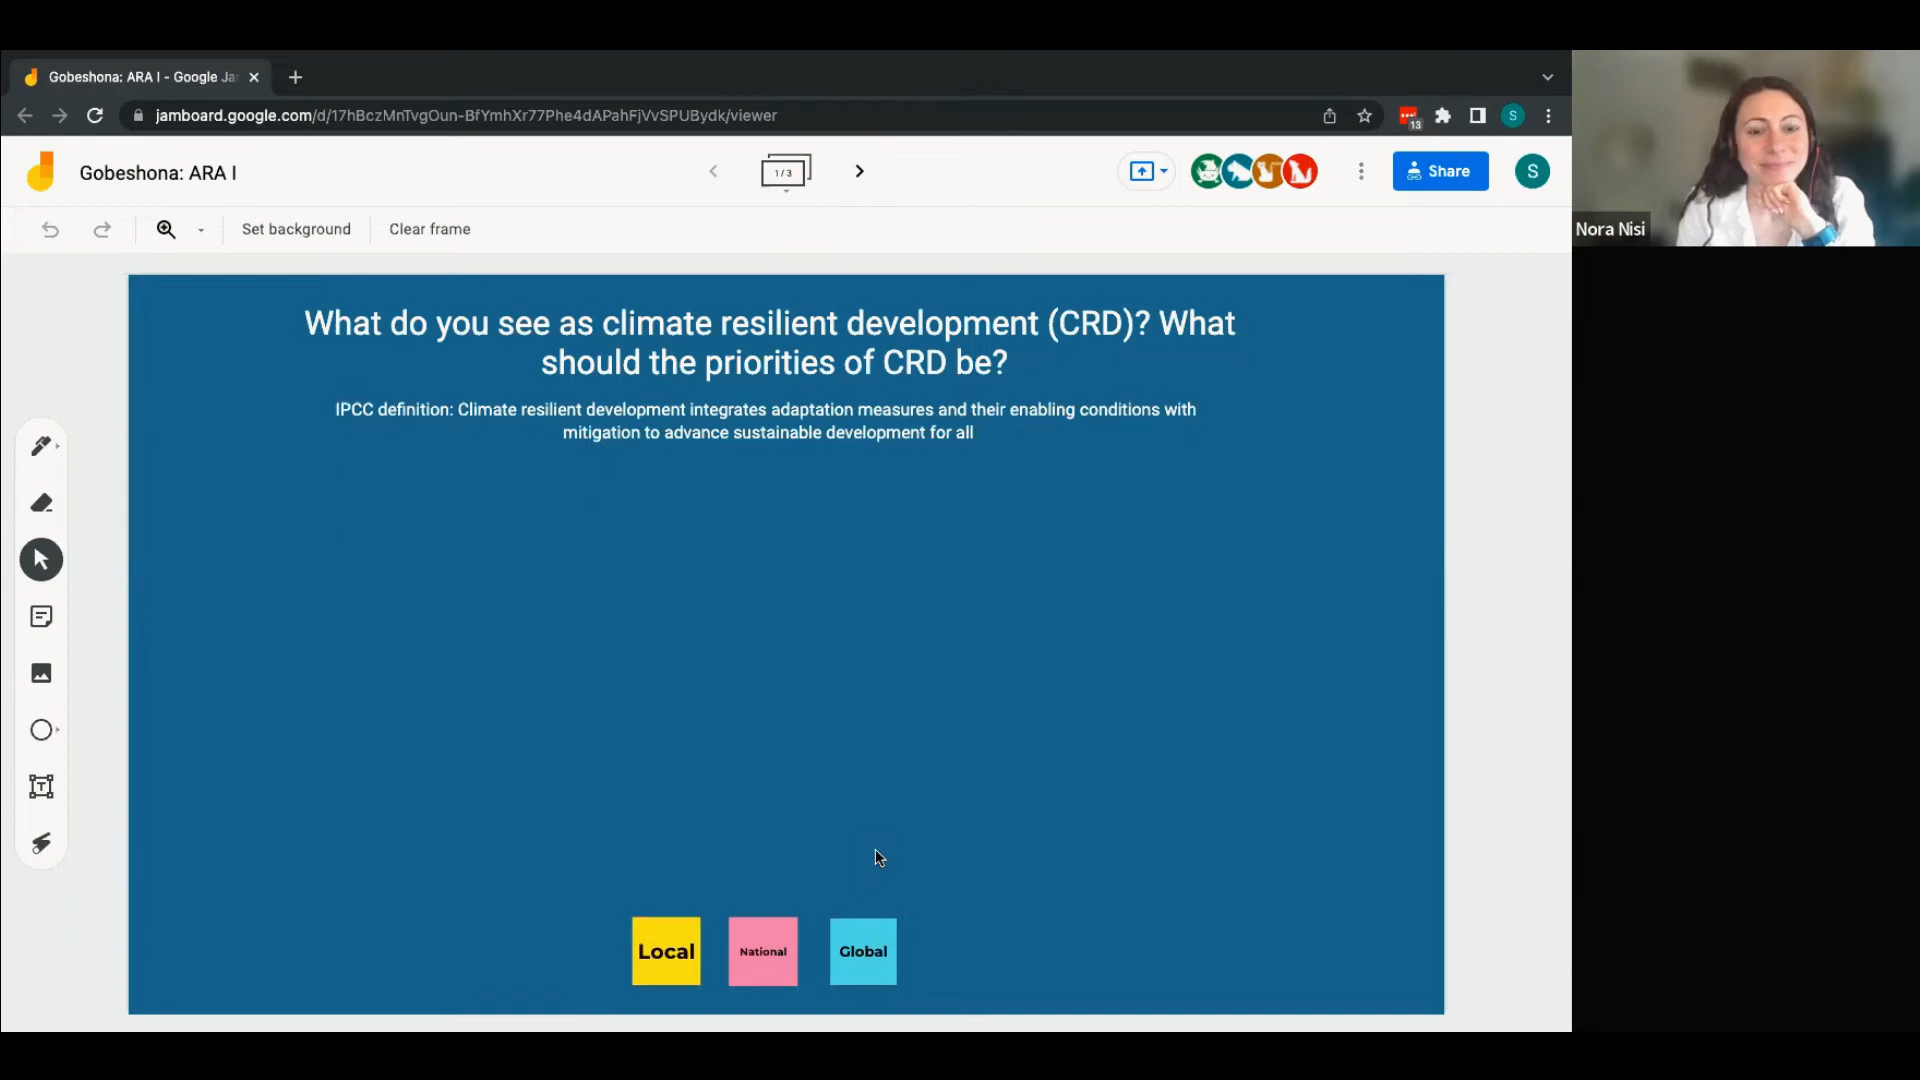 Gobeshona: ARA I - Google Ja
jamboard.google.com/d/17hBczMnTvgOun-BfYmhXr77Phe4dAPahFjVvSPUBydk/viewer
13
S
Gobeshona: ARA I
1 / 3
Share
S
Set background
Clear frame
Nora Nisi
What do you see as climate resilient development (CRD)? What
should the priorities of CRD be?
IPCC definition: Climate resilient development integrates adaptation measures and their enabling conditions with
mitigation to advance sustainable development for all
Local
National
Global